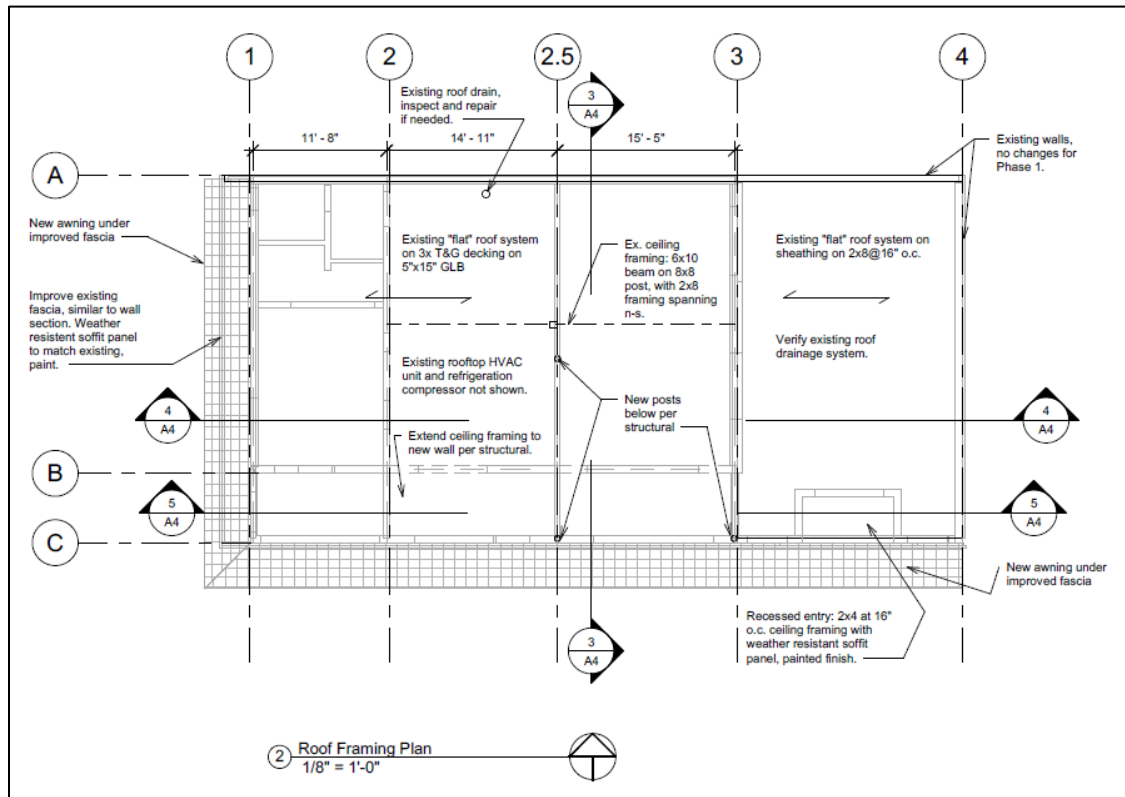 1
2
2.5
3
4
Existing roof drain,
inspect and repair
if needed.
3
A4
11' - 8"
14' - 11"
15' - 5"
Existing walls,
no changes for
Phase 1.
A
New awning under
improved fascia
Existing "flat" roof system
on 3x T&G decking on
5"x15" GLB
Ex. ceiling
framing: 6x10
beam on 8x8
post, with 2x8
framing spanning
n-s.
Existing "flat" roof system on
sheathing on 2x8@16" o.c.
Improve existing
fascia, similar to wall
section. Weather
resistent soffit panel
to match existing,
paint.
Verify existing roof
drainage system.
Existing rooftop HVAC
unit and refrigeration
compressor not shown.
New posts
below per
structural
4
A4
4
A4
Extend ceiling framing to
new wall per structural.
B
5
A4
5
A4
C
New awning under
improved fascia
Recessed entry: 2x4 at 16"
o.c. ceiling framing with
weather resistant soffit
panel, painted finish.
3
A4
2
Roof Framing Plan
1/8" = 1'-0"